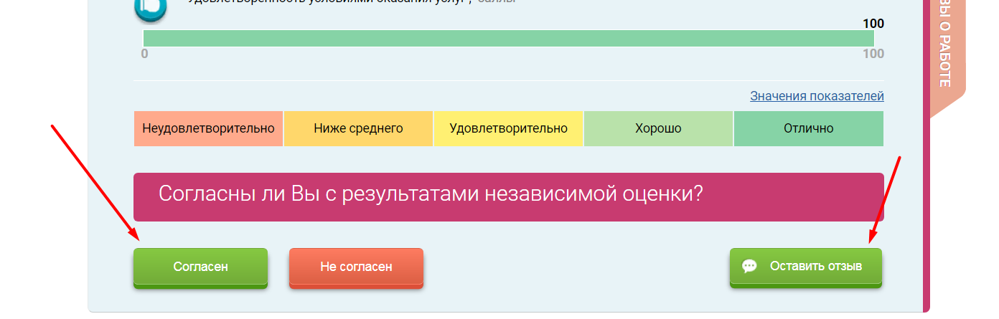 Удовлетворенность условиями оказания услуг, баллы
100
0
100
Значения показателей
Неудовлетворительно
Ниже среднего
Удовлетворительно
Хорошо
Отлично
Согласны ли Вы с результатами независимой оценки?
Согласен
Не согласен
Оставить отзыв
О РАБОТЕ